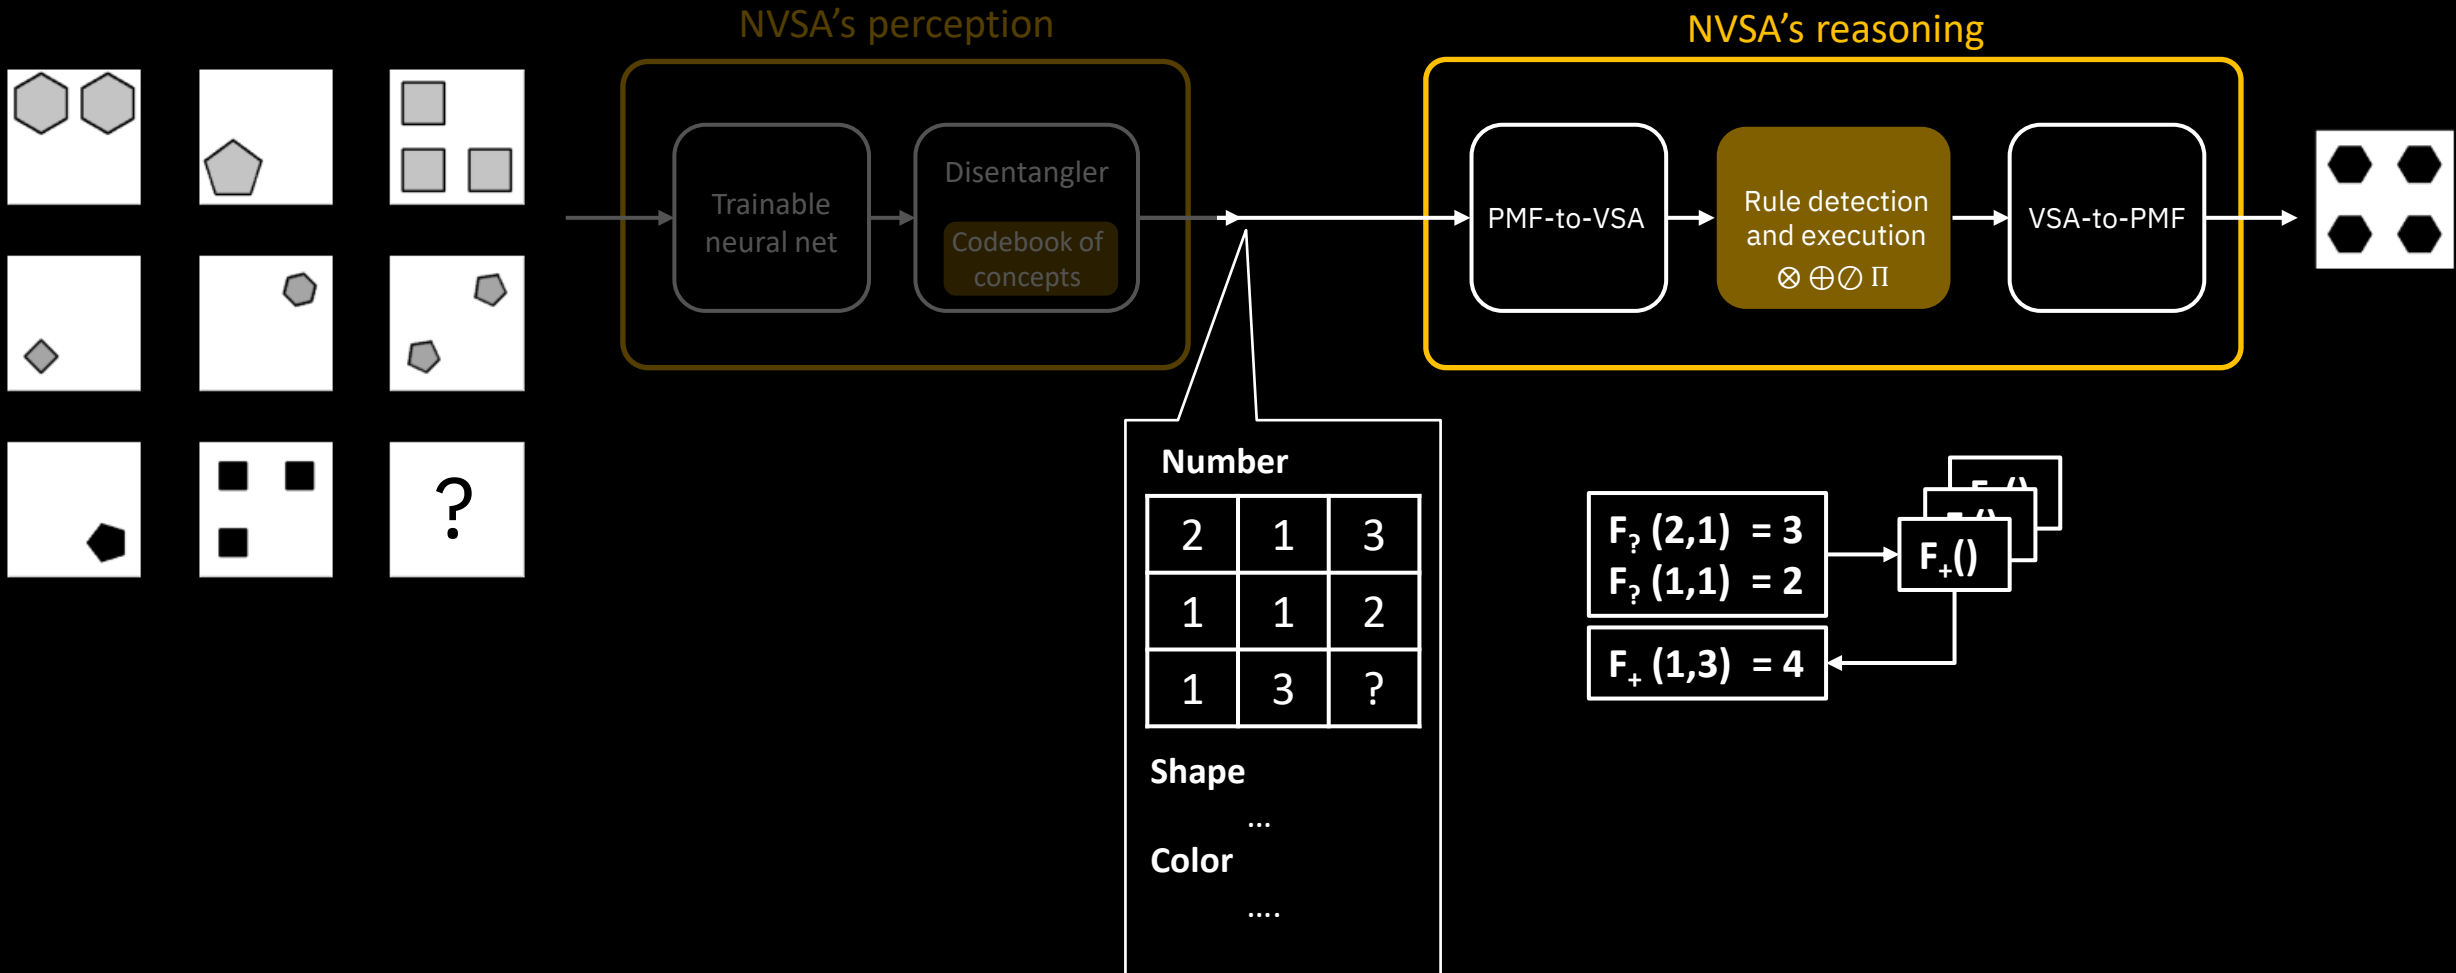 NVSA's perception
NVSA's reasoning
Trainable
neural net
Disentangler
Codebook of
concepts
PMF-to-VSA
Rule detection
and execution
⊗ ⊕⊘ Π
VSA-to-PMF
?
Number
2 1 3
1 1 2
1 3 ?
Shape
...
Color
....
F? (2,1) = 3
F? (1,1) = 2
F+ (1,3) = 4
F+()